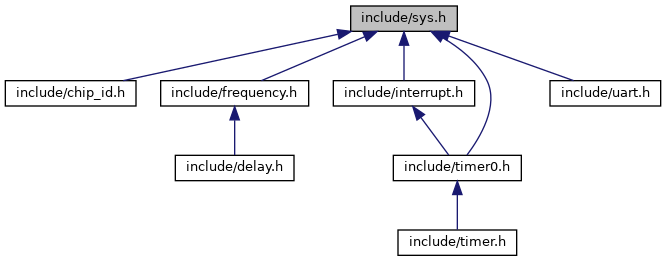 include/sys.h
include/chip_id.h
include/frequency.h
include/interrupt.h
include/uart.h
include/delay.h
include/timer0.h
include/timer.h